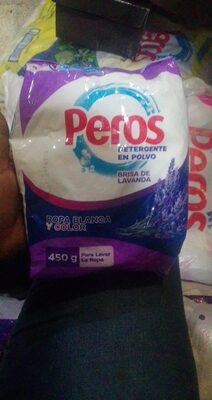 Peros
DETERGENTE
EN POLVO
BRISA DE
LAVANDA
ROPA BLANCA
Y COLOR
450 g
Para Lavar
La Ropa